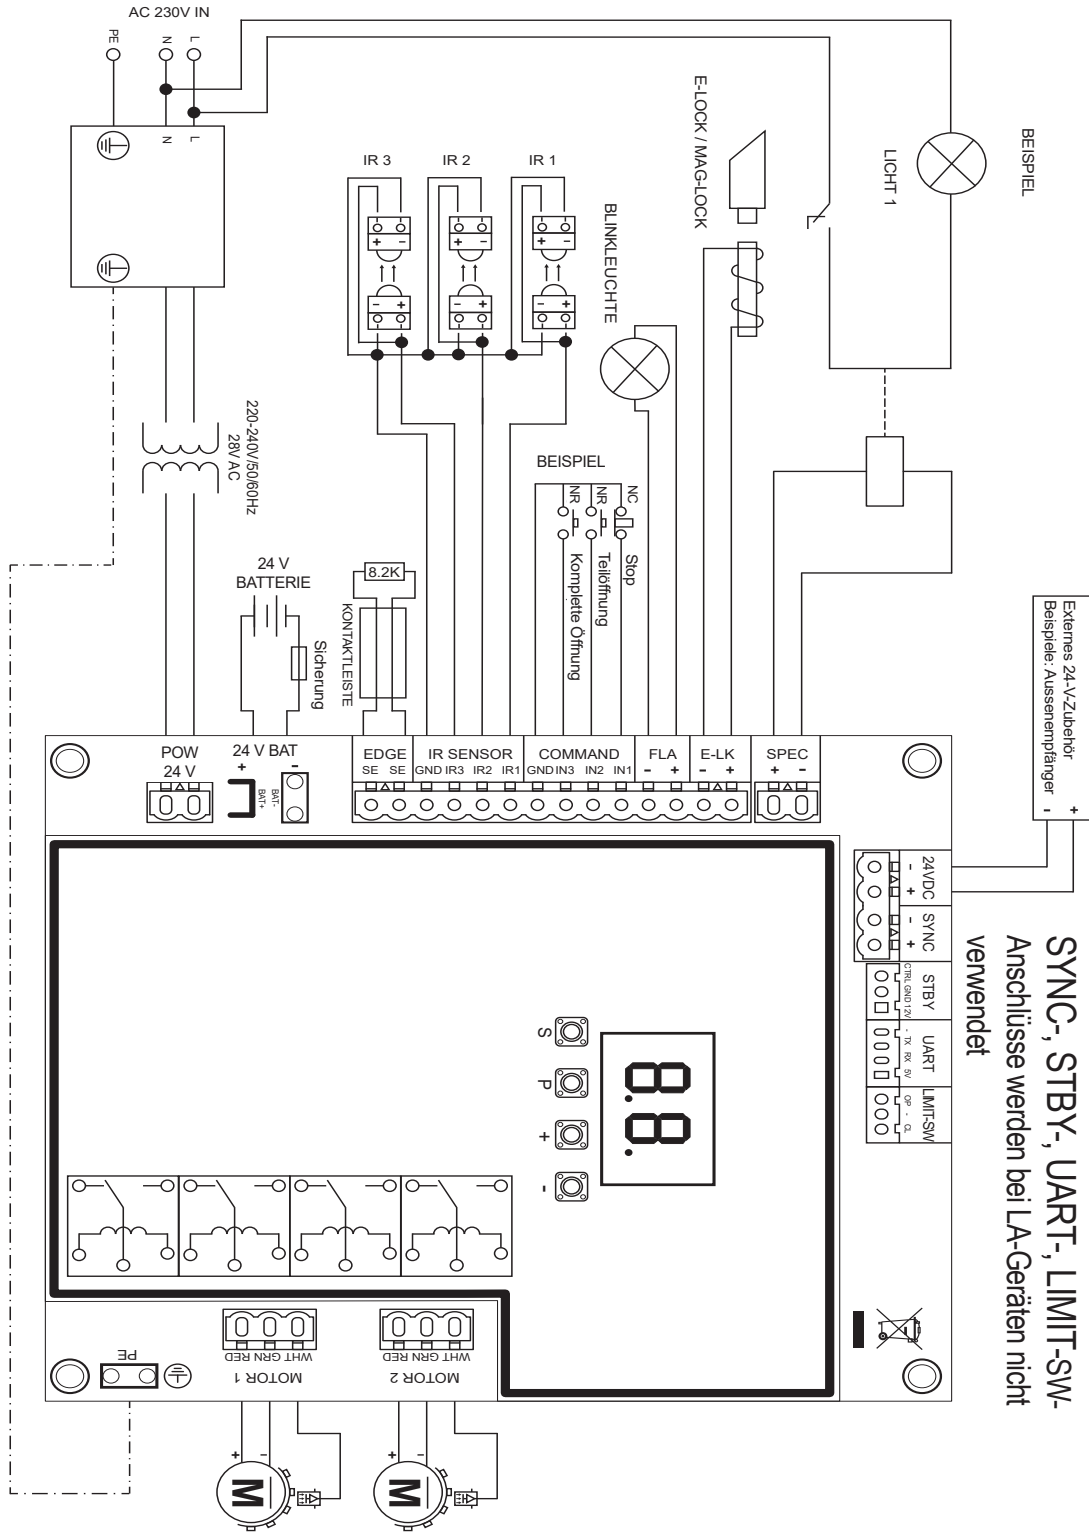 AC 230V IN
PE
N
L
N
L
BEISPIEL
LICHT 1
E-LOCK / MAG-LOCK
IR 3
IR 2
IR 1
+
-
+
-
+
-
-
+
-
+
-
+
BLINKLEUCHTE
220-240V/50/60Hz
28V AC
BEISPIEL
NR
NR
NC
Stop
Teilöffnung
Komplette Öffnung
24 V
BATTERIE
Sicherung
8.2K
KONTAKTLEISTE
Externes 24-V-Zubehör
Beispiele: Aussenempfänger
-
+
POW
24 V
24 V BAT
+
-
BAT+
BAT-
EDGE
SE SE
IR SENSOR
GND IR3 IR2 IR1
COMMAND
GND IN3 IN2 IN1
FLA
- +
E-LK
- +
SPEC
+ -
24VDC
- +
SYNC
- +
STBY
CTRL GND 12V
UART
- TX RX 5V
LIMIT-SW
OP - CL
SYNC-, STBY-, UART-, LIMIT-SW-
Anschlüsse werden bei LA-Geräten nicht
verwendet
8.8.
S
P
+
-
PE
WHT GRN RED
MOTOR 1
WHT GRN RED
MOTOR 2
+ -
M
+ -
M